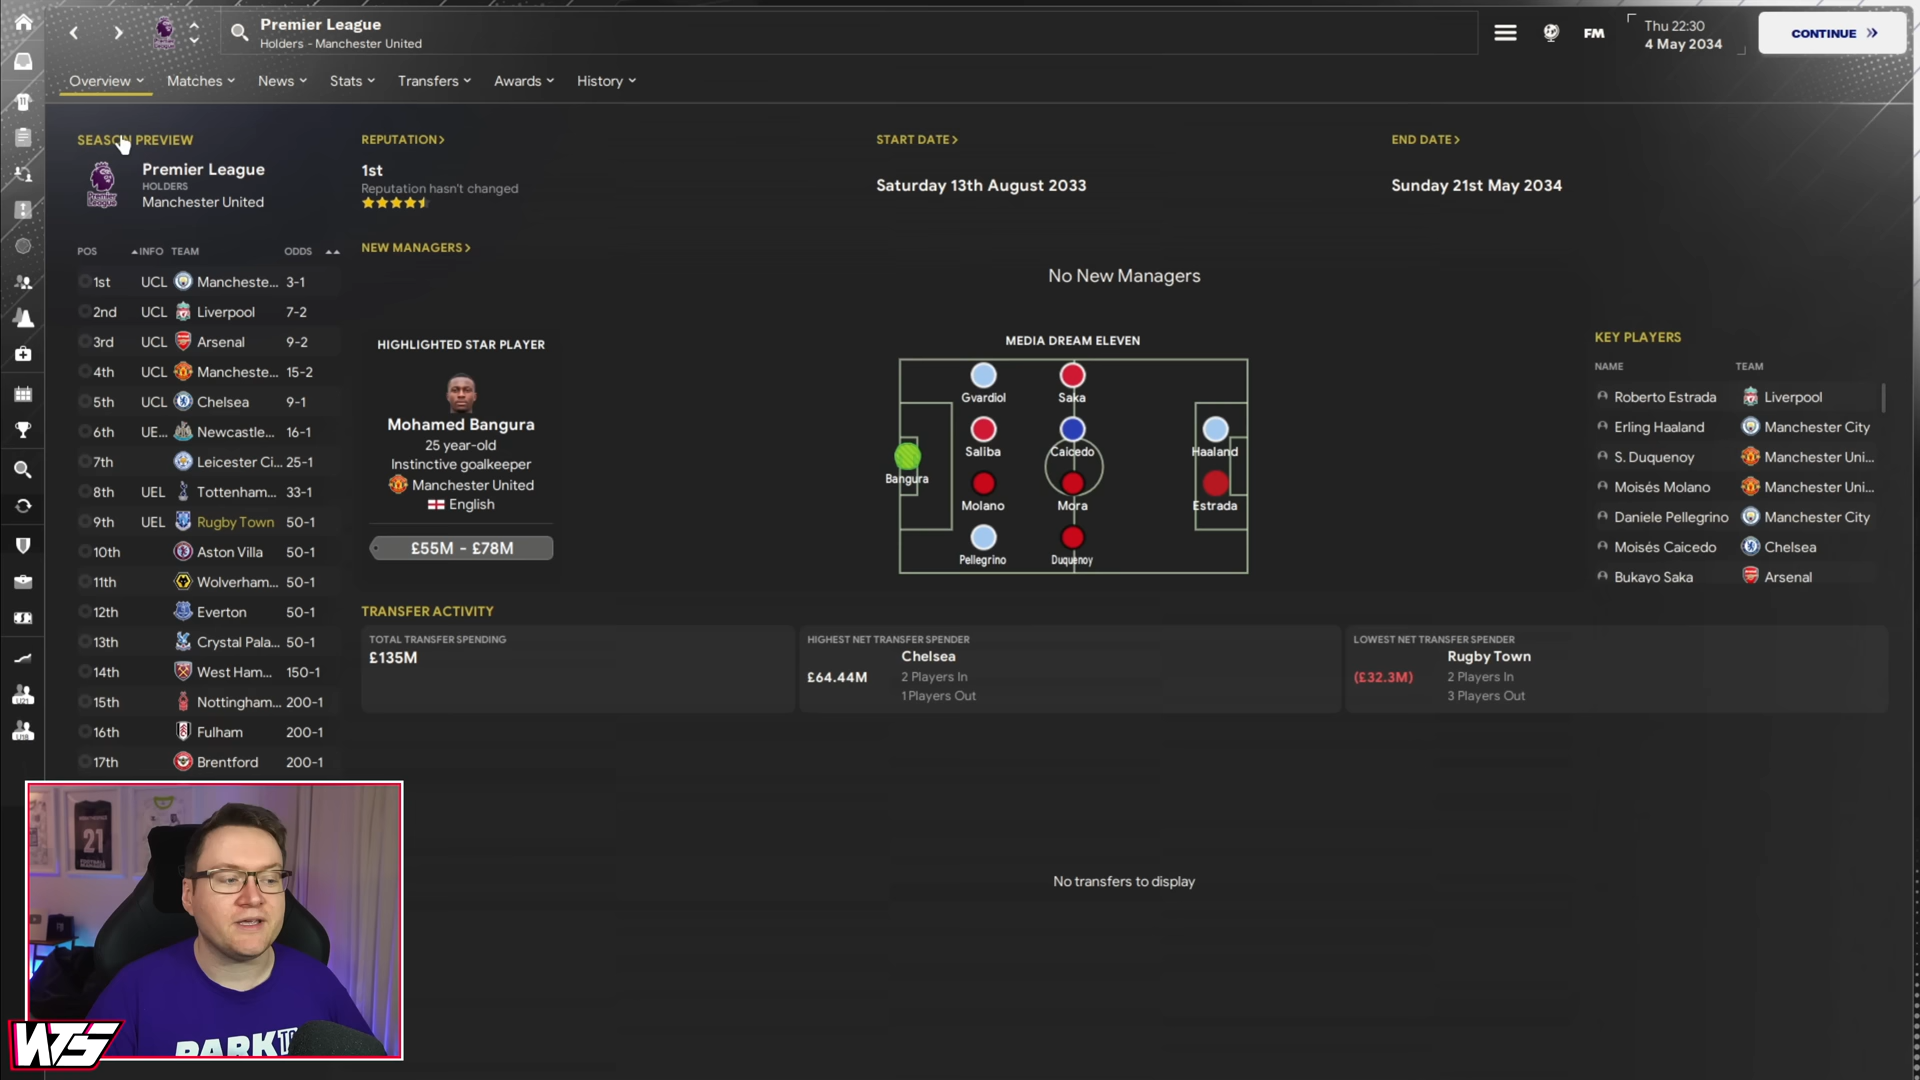 Premier League
Holders - Manchester United
FM
Thu 22:30
4 May 2034
CONTINUE
Overview
Matches
News
Stats
Transfers
Awards
History
SEASON PREVIEW
Premier League
HOLDERS
Manchester United
REPUTATION
1st
Reputation hasn't changed
START DATE
Saturday 13th August 2033
END DATE
Sunday 21st May 2034
NEW MANAGERS
No New Managers
POS INFO TEAM ODDS
1st UCL Mancheste... 3-1
2nd UCL Liverpool 7-2
3rd UCL Arsenal 9-2
4th UCL Mancheste... 15-2
5th UCL Chelsea 9-1
6th UE... Newcastle... 16-1
7th Leicester Ci... 25-1
8th UEL Tottenham... 33-1
9th UEL Rugby Town 50-1
10th Aston Villa 50-1
11th Wolverham... 50-1
12th Everton 50-1
13th Crystal Pala... 50-1
14th West Ham... 150-1
15th Nottingham... 200-1
16th Fulham 200-1
17th Brentford 200-1
HIGHLIGHTED STAR PLAYER
Mohamed Bangura
25 year-old
Instinctive goalkeeper
Manchester United
English
£55M - £78M
MEDIA DREAM ELEVEN
Gvardiol
Saka
Saliba
Caicedo
Haaland
Bangura
Molano
Mora
Estrada
Pellegrino
Duquenoy
KEY PLAYERS
NAME TEAM
Roberto Estrada Liverpool
Erling Haaland Manchester City
S. Duquenoy Manchester Uni...
Moisés Molano Manchester Uni...
Daniele Pellegrino Manchester City
Moisés Caicedo Chelsea
Bukayo Saka Arsenal
TRANSFER ACTIVITY
TOTAL TRANSFER SPENDING
£135M
HIGHEST NET TRANSFER SPENDER
£64.44M
Chelsea
2 Players In
1 Players Out
LOWEST NET TRANSFER SPENDER
(£32.3M)
Rugby Town
2 Players In
3 Players Out
No transfers to display
U21
U18
21
PARK
WTS